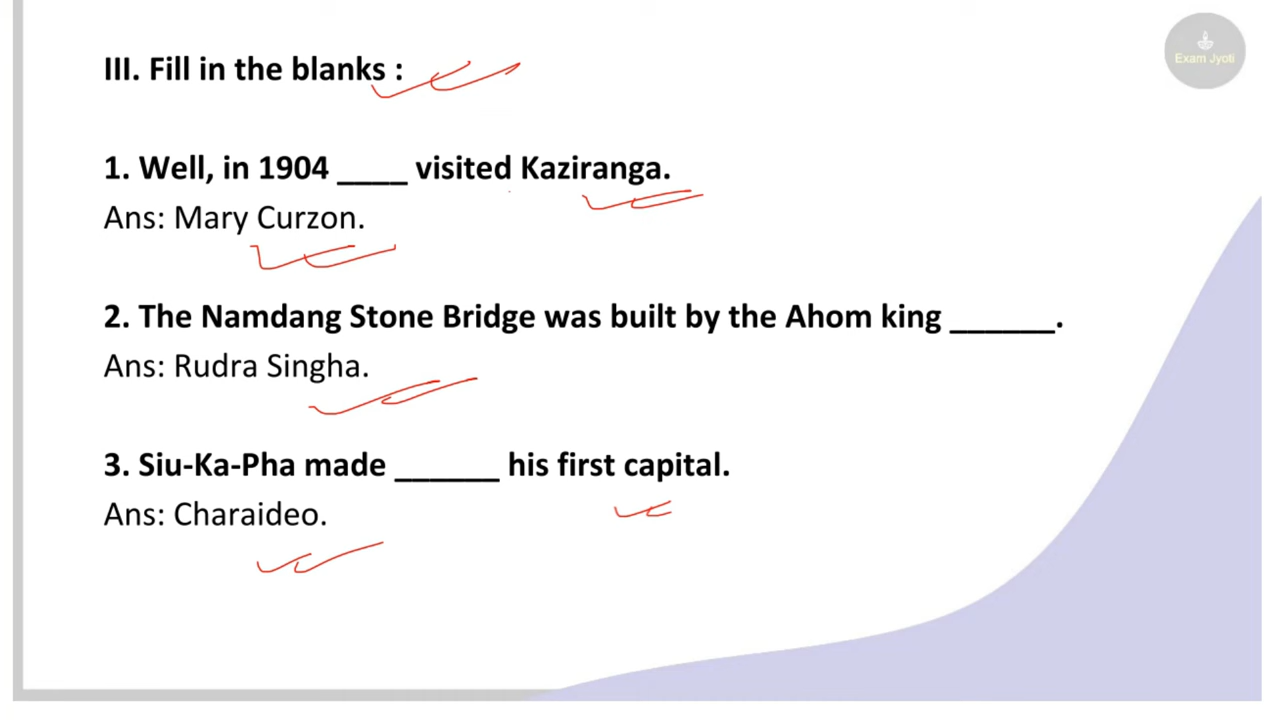 Exam Jyoti
III. Fill in the blanks :
1. Well, in 1904 ____ visited Kaziranga.
Ans: Mary Curzon.
2. The Namdang Stone Bridge was built by the Ahom king ______.
Ans: Rudra Singha.
3. Siu-Ka-Pha made ______ his first capital.
Ans: Charaideo.